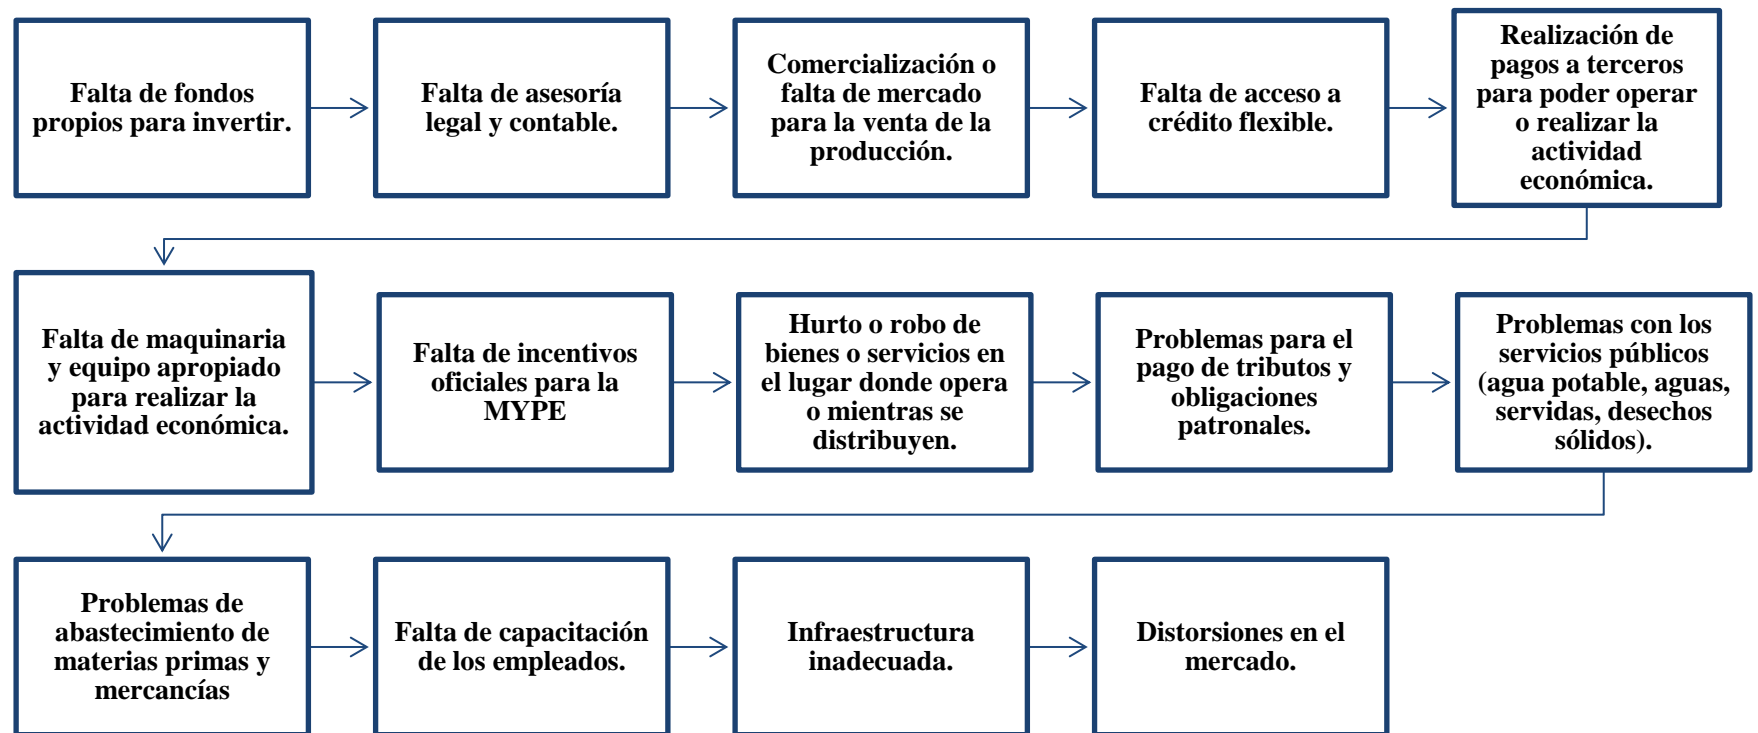 Falta de fondos
propios para invertir.
Falta de asesoría
legal y contable.
Comercialización o
falta de mercado
para la venta de la
producción.
Falta de acceso a
crédito flexible.
Realización de
pagos a terceros
para poder operar
o realizar la
actividad
económica.
Falta de maquinaria
y equipo apropiado
para realizar la
actividad económica.
Falta de incentivos
oficiales para la
MYPE
Hurto o robo de
bienes o servicios en
el lugar donde opera
o mientras se
distribuyen.
Problemas para el
pago de tributos y
obligaciones
patronales.
Problemas con los
servicios públicos
(agua potable, aguas,
servidas, desechos
sólidos).
Problemas de
abastecimiento de
materias primas y
mercancías
Falta de capacitación
de los empleados.
Infraestructura
inadecuada.
Distorsiones en el
mercado.